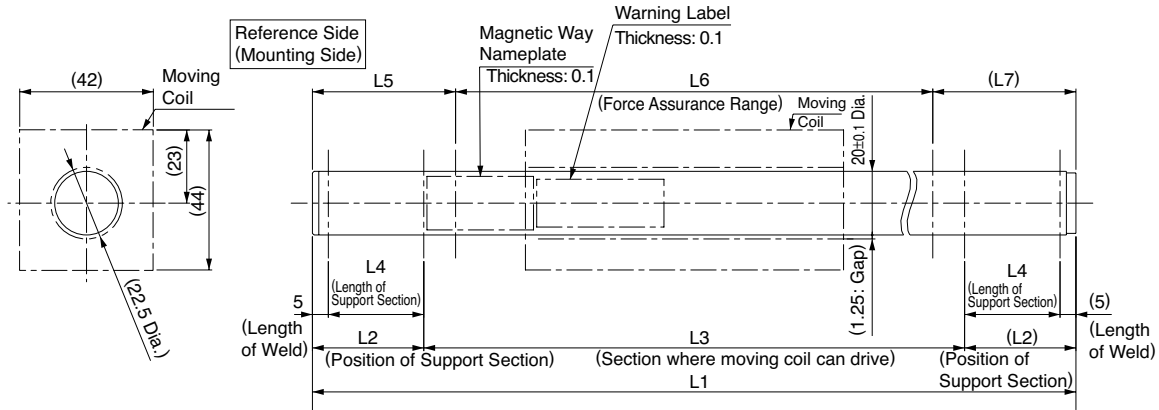 Warning Label
Thickness: 0.1
Reference Side
(Mounting Side)
Magnetic Way
Nameplate
Thickness: 0.1
(42)
Moving
Coil
L5
L6
(L7)
(Force Assurance Range)
Moving
Coil
20±0.1 Dia.
(23)
(44)
(22.5 Dia.)
(1.25: Gap)
L4
(Length of
Support Section)
L4
(Length of
Support Section)
5
(Length
of Weld)
(5)
(Length
of Weld)
L2
(Position of Support Section)
L3
(Section where moving coil can drive)
(L2)
(Position of
Support Section)
L1